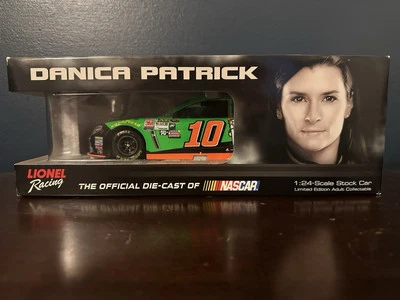 DANICA PATRICK
10
LIONEL
Racing
THE OFFICIAL DIE-CAST OF NASCAR
1:24-Scale Stock Car
Limited Edition Adult Collectable